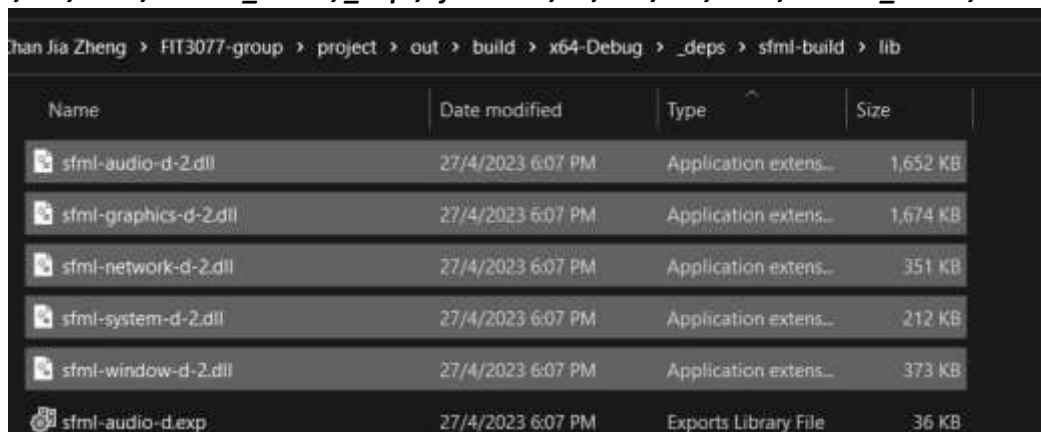 Chan Jia Zheng > FIT3077-group > project > out > build > x64-Debug > _deps > sfml-build > lib
Name Date modified Type Size
sfml-audio-d-2.dll 27/4/2023 6:07 PM Application extens... 1,652 KB
sfml-graphics-d-2.dll 27/4/2023 6:07 PM Application extens... 1,674 KB
sfml-network-d-2.dll 27/4/2023 6:07 PM Application extens... 351 KB
sfml-system-d-2.dll 27/4/2023 6:07 PM Application extens... 212 KB
sfml-window-d-2.dll 27/4/2023 6:07 PM Application extens... 373 KB
sfml-audio-d.exp 27/4/2023 6:07 PM Exports Library File 36 KB